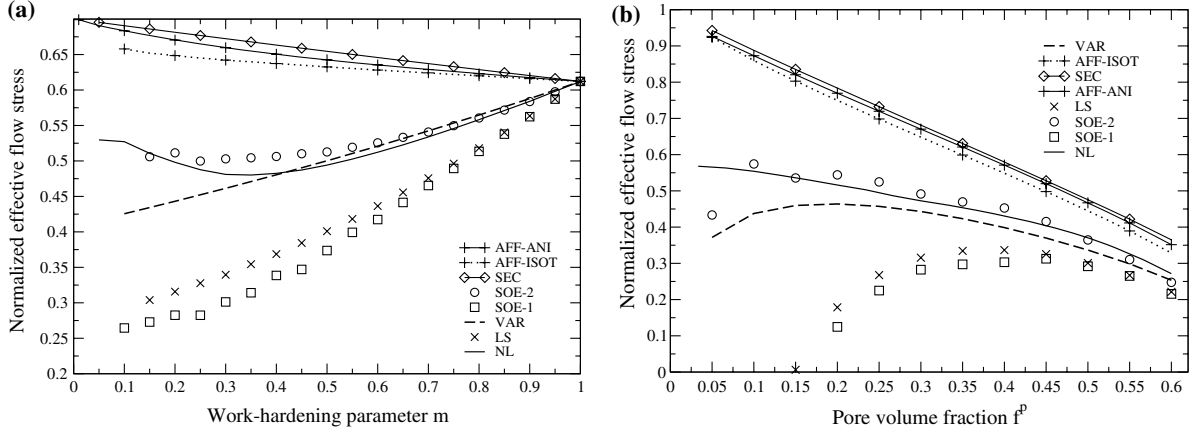 (a)
Normalized effective flow stress
0.65
0.6
0.55
0.5
0.45
0.4
0.35
0.3
0.25
0.2
0.1 0.2 0.3 0.4 0.5 0.6 0.7 0.8 0.9 1
Work-hardening parameter m
AFF-ANI
AFF-ISOT
SEC
SOE-2
SOE-1
VAR
LS
NL
(b)
Normalized effective flow stress
1
0.9
0.8
0.7
0.6
0.5
0.4
0.3
0.2
0.1
0
0 0.05 0.1 0.15 0.2 0.25 0.3 0.35 0.4 0.45 0.5 0.55 0.6
Pore volume fraction f^p
VAR
AFF-ISOT
SEC
AFF-ANI
LS
SOE-2
SOE-1
NL